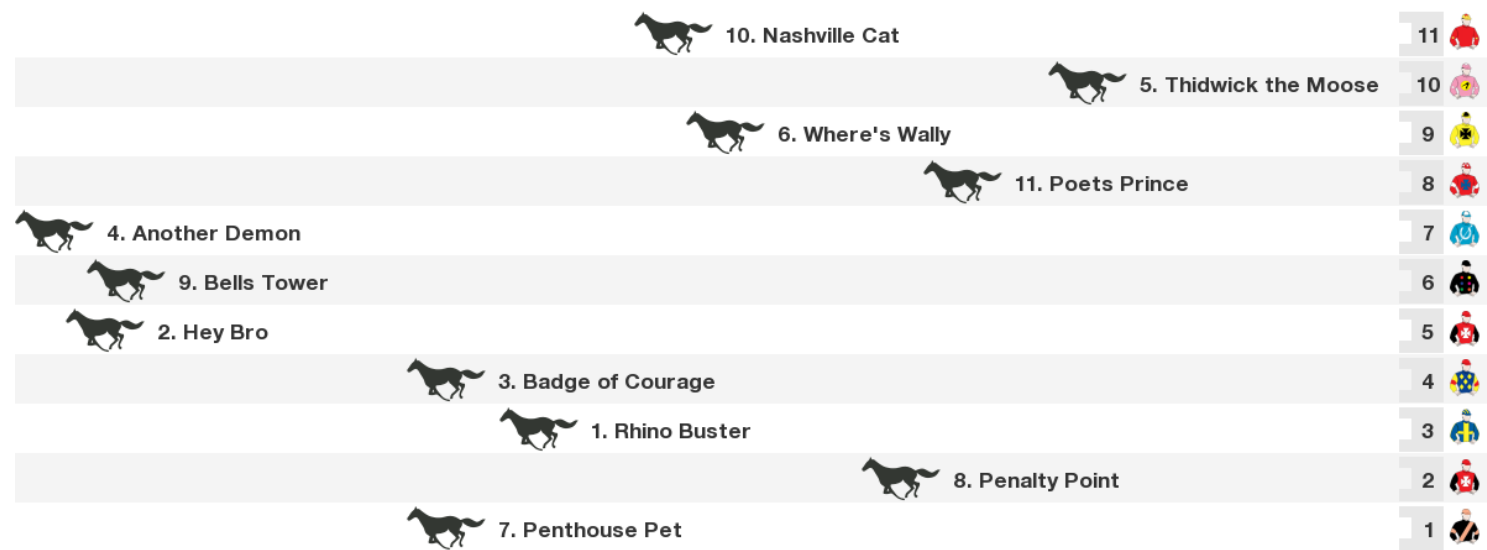 10. Nashville Cat 11
5. Thidwick the Moose 10
6. Where's Wally 9
11. Poets Prince 8
4. Another Demon 7
9. Bells Tower 6
2. Hey Bro 5
3. Badge of Courage 4
1. Rhino Buster 3
8. Penalty Point 2
7. Penthouse Pet 1